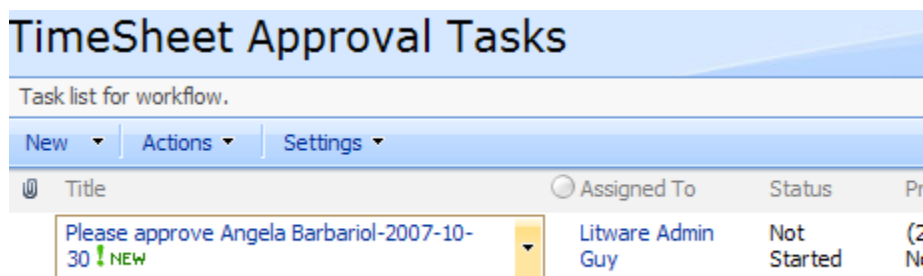 TimeSheet Approval Tasks
Task list for workflow.
New Actions Settings
Title Assigned To Status
Please approve Angela Barbariol-2007-10- Litware Admin Not
30 ! NEW Guy Started